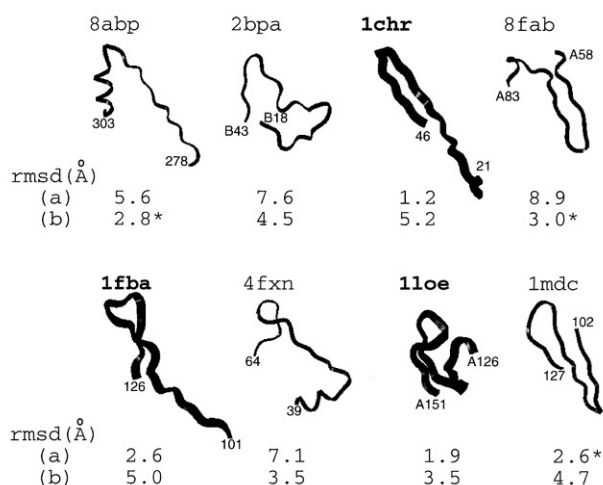 8abp 2bpa 1chr 8fab
A58
A83
B43 B18
303 46
278 21
rmsd(Å)
(a) 5.6 7.6 1.2 8.9
(b) 2.8* 4.5 5.2 3.0*
1fba 4fxn 1loe 1mdc
102
64 A126
126 127
39 A151
101
rmsd(Å)
(a) 2.6 7.1 1.9 2.6*
(b) 5.0 3.5 3.5 4.7